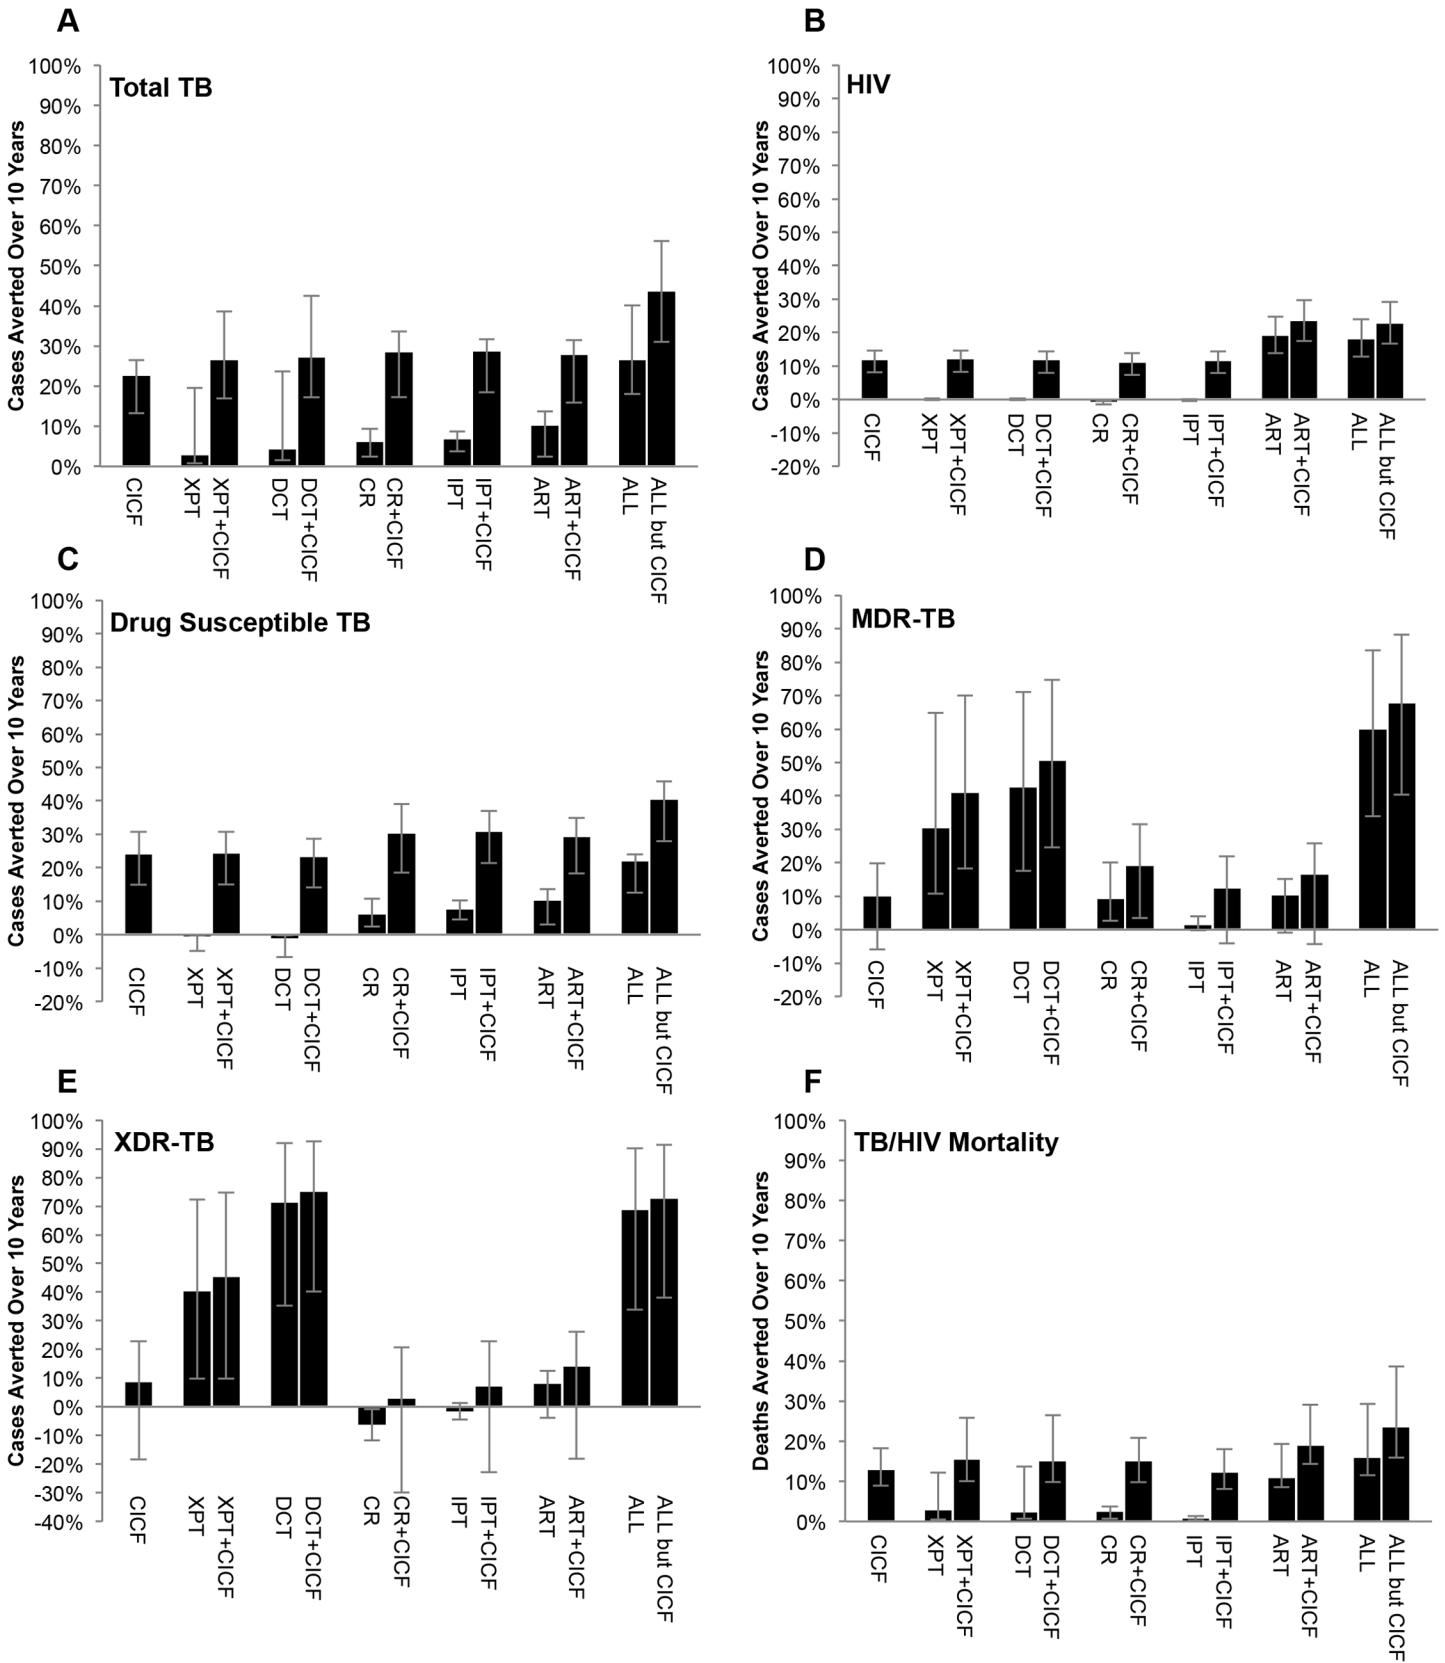 A
Total TB
Cases Averted Over 10 Years
100%
90%
80%
70%
60%
50%
40%
30%
20%
10%
0%
CICF
XPT
XPT+CICF
DCT
DCT+CICF
CR
CR+CICF
IPT
IPT+CICF
ART
ART+CICF
ALL
ALL but CICF
B
HIV
Cases Averted Over 10 Years
100%
90%
80%
70%
60%
50%
40%
30%
20%
10%
0%
-10%
-20%
CICF
XPT
XPT+CICF
DCT
DCT+CICF
CR
CR+CICF
IPT
IPT+CICF
ART
ART+CICF
ALL
ALL but CICF
C
Drug Susceptible TB
Cases Averted Over 10 Years
100%
90%
80%
70%
60%
50%
40%
30%
20%
10%
0%
-10%
-20%
CICF
XPT
XPT+CICF
DCT
DCT+CICF
CR
CR+CICF
IPT
IPT+CICF
ART
ART+CICF
ALL
ALL but CICF
D
MDR-TB
Cases Averted Over 10 Years
100%
90%
80%
70%
60%
50%
40%
30%
20%
10%
0%
-10%
-20%
CICF
XPT
XPT+CICF
DCT
DCT+CICF
CR
CR+CICF
IPT
IPT+CICF
ART
ART+CICF
ALL
ALL but CICF
E
XDR-TB
Cases Averted Over 10 Years
100%
90%
80%
70%
60%
50%
40%
30%
20%
10%
0%
-10%
-20%
-30%
-40%
CICF
XPT
XPT+CICF
DCT
DCT+CICF
CR
CR+CICF
IPT
IPT+CICF
ART
ART+CICF
ALL
ALL but CICF
F
TB/HIV Mortality
Deaths Averted Over 10 Years
100%
90%
80%
70%
60%
50%
40%
30%
20%
10%
0%
CICF
XPT
XPT+CICF
DCT
DCT+CICF
CR
CR+CICF
IPT
IPT+CICF
ART
ART+CICF
ALL
ALL but CICF